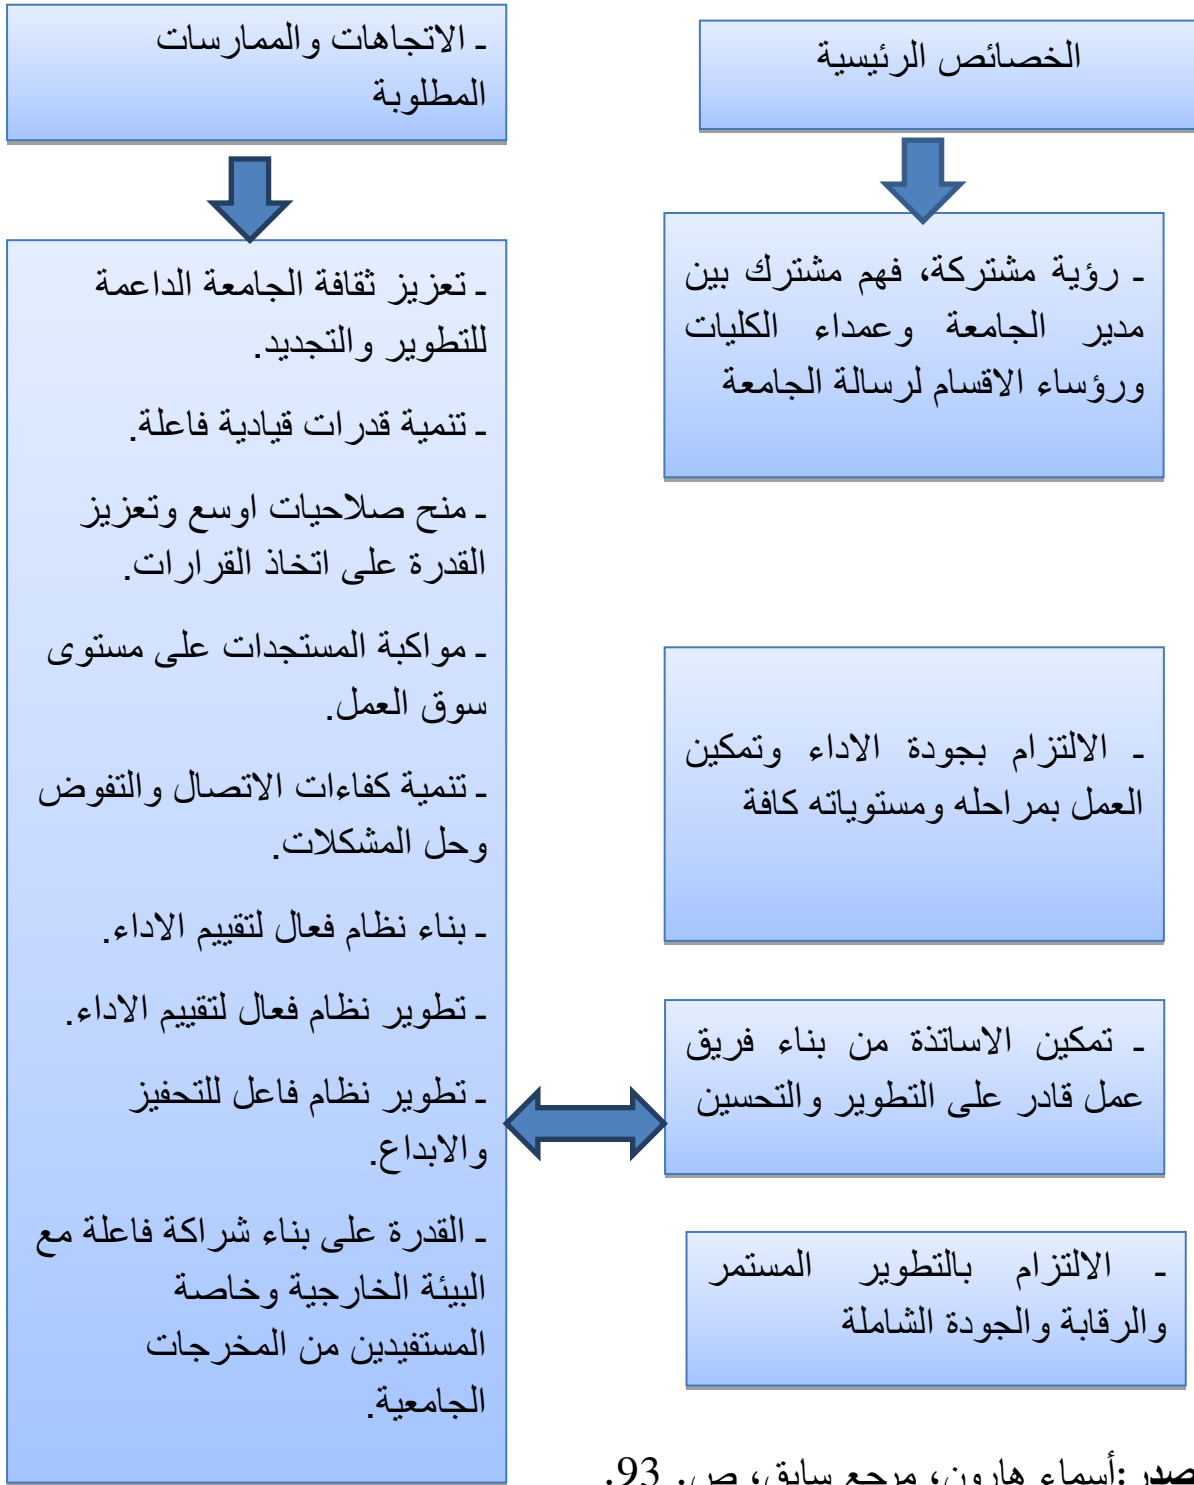 الخصائص الرئيسية
ـ رؤية مشتركة، فهم مشترك بين
مدير الجامعة وعمداء الكليات
ورؤساء الاقسام لرسالة الجامعة
ـ الالتزام بجودة الاداء وتمكين
العمل بمراحله ومستوياته كافة
ـ تمكين الاساتذة من بناء فريق
عمل قادر على التطوير والتحسين
ـ الالتزام بالتطوير المستمر
والرقابة والجودة الشاملة
ـ الاتجاهات والممارسات
المطلوبة
ـ تعزيز ثقافة الجامعة الداعمة
للتطوير والتجديد.
ـ تنمية قدرات قيادية فاعلة.
ـ منح صلاحيات اوسع وتعزيز
القدرة على اتخاذ القرارات.
ـ مواكبة المستجدات على مستوى
سوق العمل.
ـ تنمية كفاءات الاتصال والتفوض
وحل المشكلات.
ـ بناء نظام فعال لتقييم الاداء.
ـ تطوير نظام فعال لتقييم الاداء.
ـ تطوير نظام فاعل للتحفيز
والابداع.
ـ القدرة على بناء شراكة فاعلة مع
البيئة الخارجية وخاصة
المستفيدين من المخرجات
الجامعية.
صدر :أسماء هارون، مرجع سابق، ص. 93.